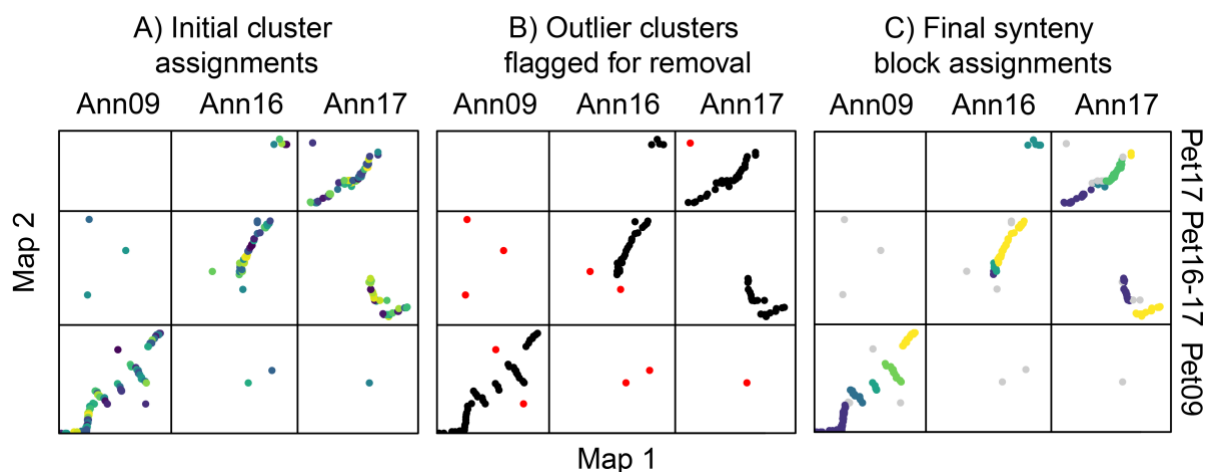 A) Initial cluster
assignments
B) Outlier clusters
flagged for removal
C) Final synteny
block assignments
Ann09 Ann16 Ann17
Ann09 Ann16 Ann17
Ann09 Ann16 Ann17
Map 2
Pet17
Pet16-17
Pet09
Map 1